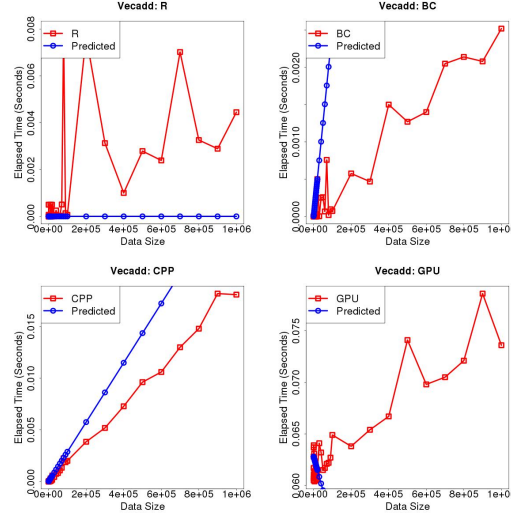 Vecadd: R
R
Predicted
0.000 0.002 0.004 0.006 0.008
Elapsed Time (Seconds)
0e+00 2e+05 4e+05 6e+05 8e+05 1e+06
Data Size
Vecadd: BC
BC
Predicted
0.0000 0.0010 0.0020
Elapsed Time (Seconds)
0e+00 2e+05 4e+05 6e+05 8e+05 1e+0
Data Size
Vecadd: CPP
CPP
Predicted
0.000 0.005 0.010 0.015
Elapsed Time (Seconds)
0e+00 2e+05 4e+05 6e+05 8e+05 1e+06
Data Size
Vecadd: GPU
GPU
Predicted
0.060 0.065 0.075
Elapsed Time (Seconds)
0e+00 2e+05 4e+05 6e+05 8e+05 1e+0
Data Size